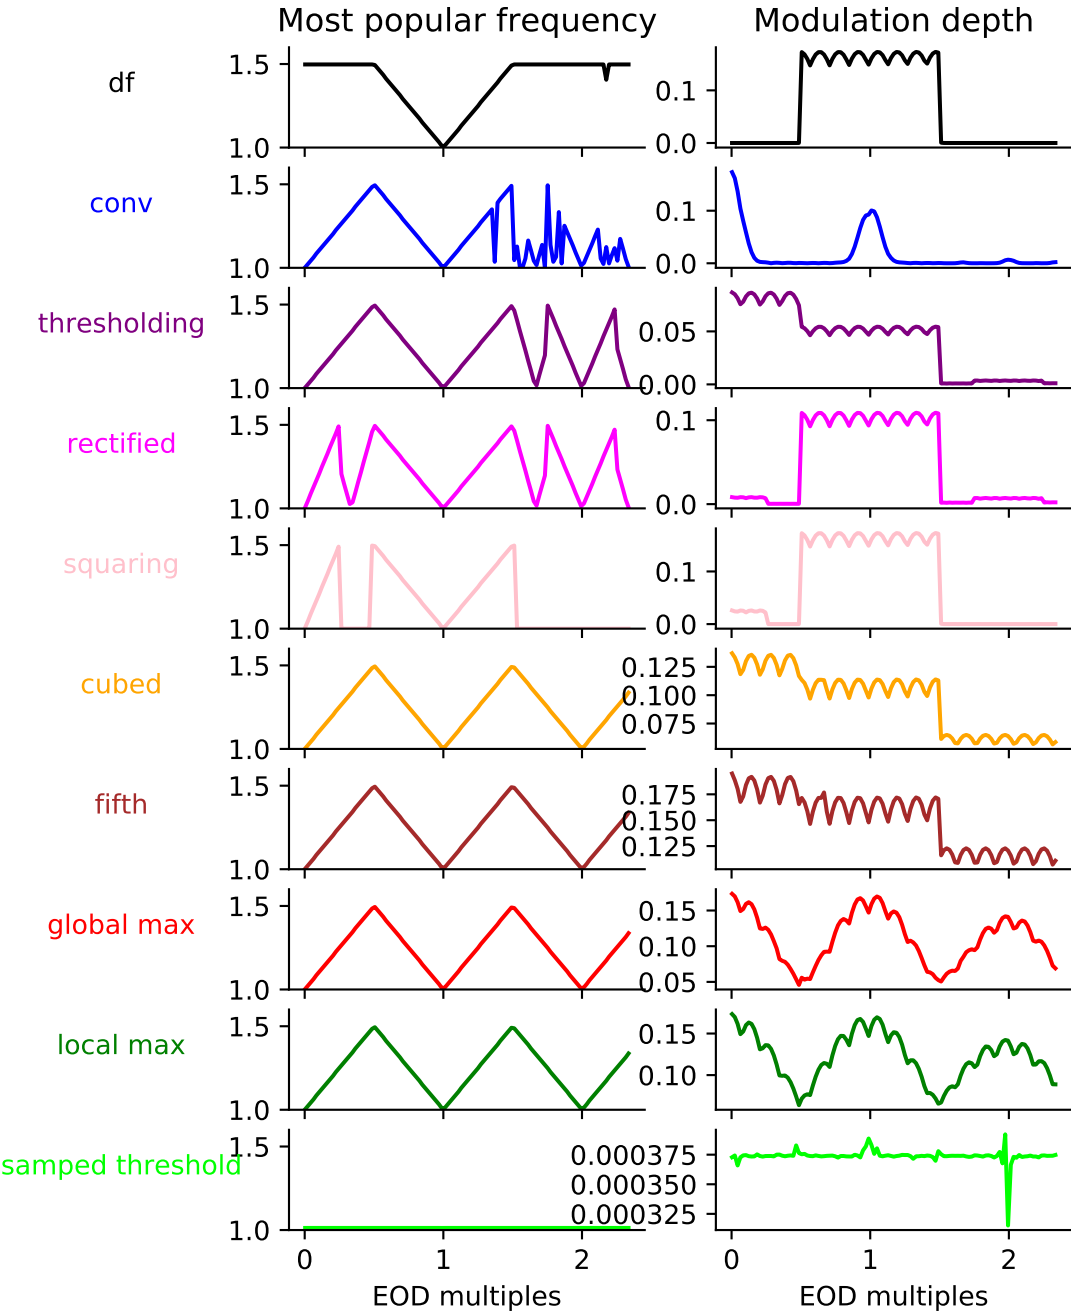 Most popular frequency Modulation depth
df 1.5 1.0 0.1 0.0
conv 1.5 1.0 0.1 0.0
thresholding 1.5 1.0 0.05 0.00
rectified 1.5 1.0 0.1 0.0
squaring 1.5 1.0 0.1 0.0
cubed 1.5 1.0 0.125 0.100 0.075
fifth 1.5 1.0 0.175 0.150 0.125
global max 1.5 1.0 0.15 0.10 0.05
local max 1.5 1.0 0.15 0.10
samped threshold 1.5 1.0 0.000375 0.000350 0.000325
0 1 2 0 1 2
EOD multiples EOD multiples